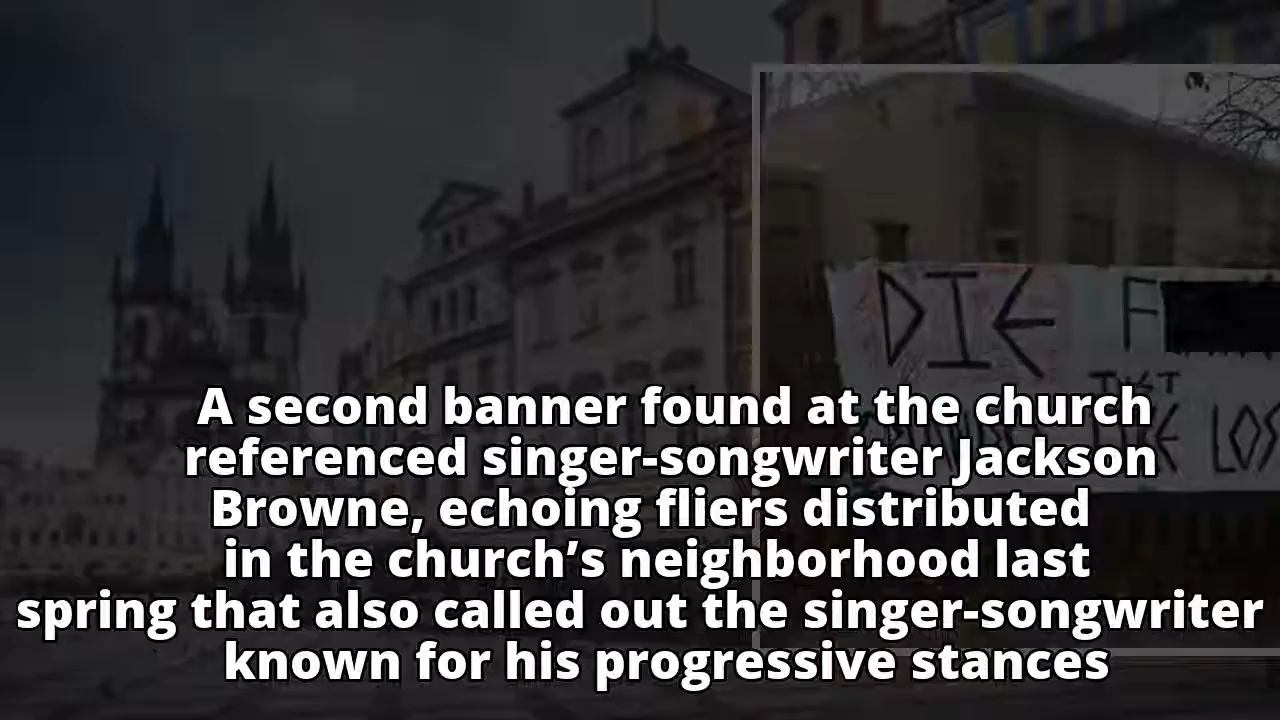 DIE F
A second banner found at the church
referenced singer-songwriter Jackson
Browne, echoing fliers distributed
in the church’s neighborhood last
spring that also called out the singer-songwriter
known for his progressive stances